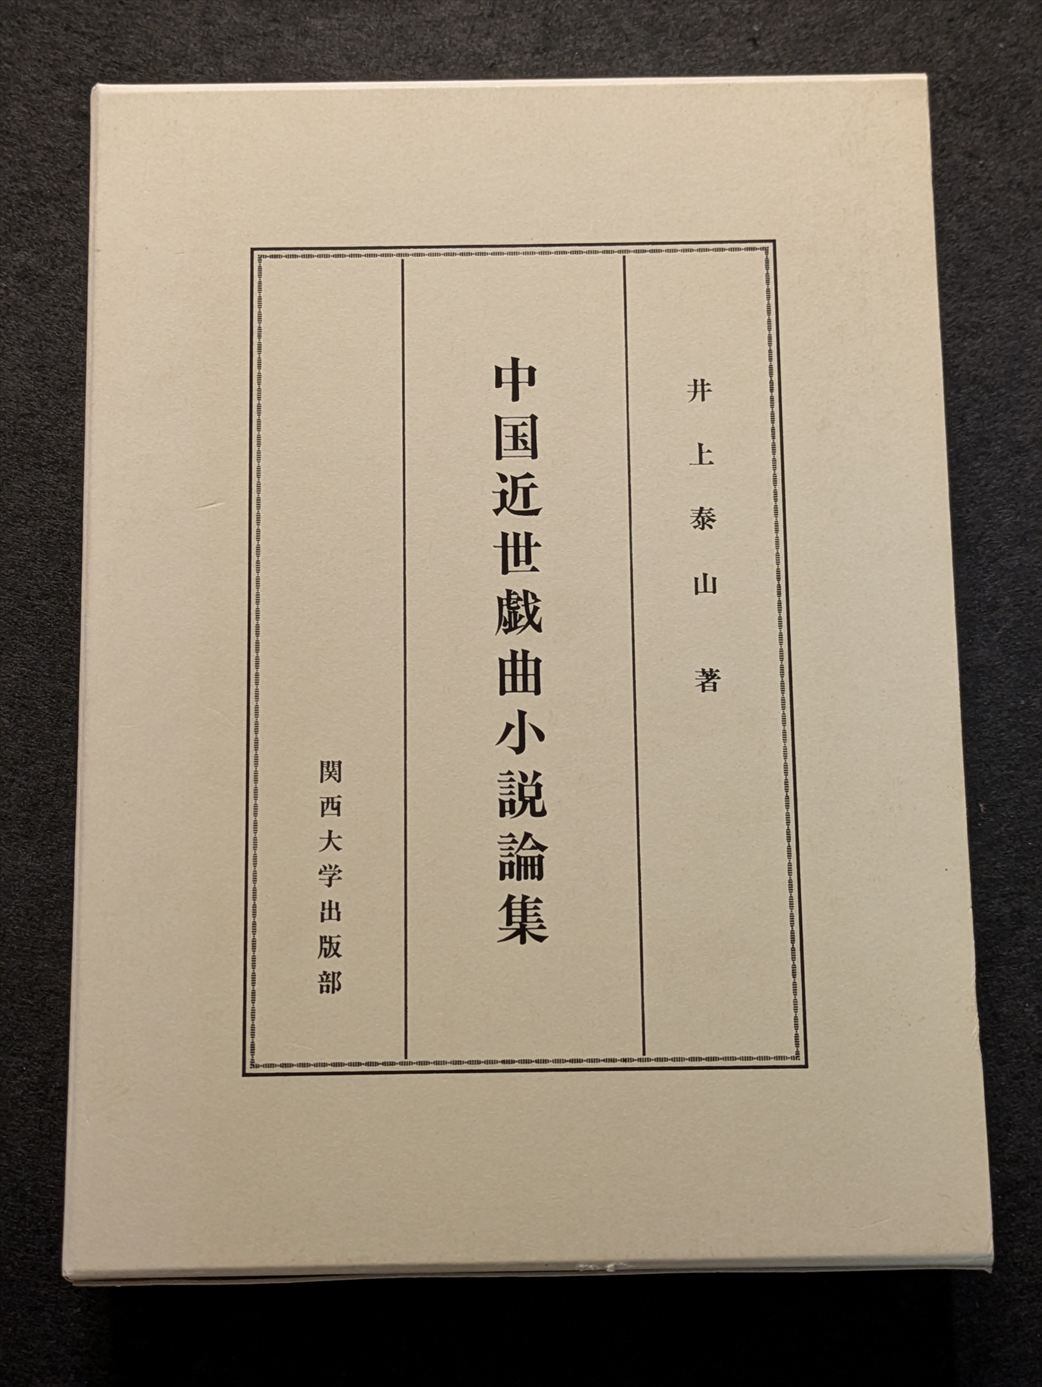 井上泰山 著
中国近世戯曲小説論集
関西大学出版部